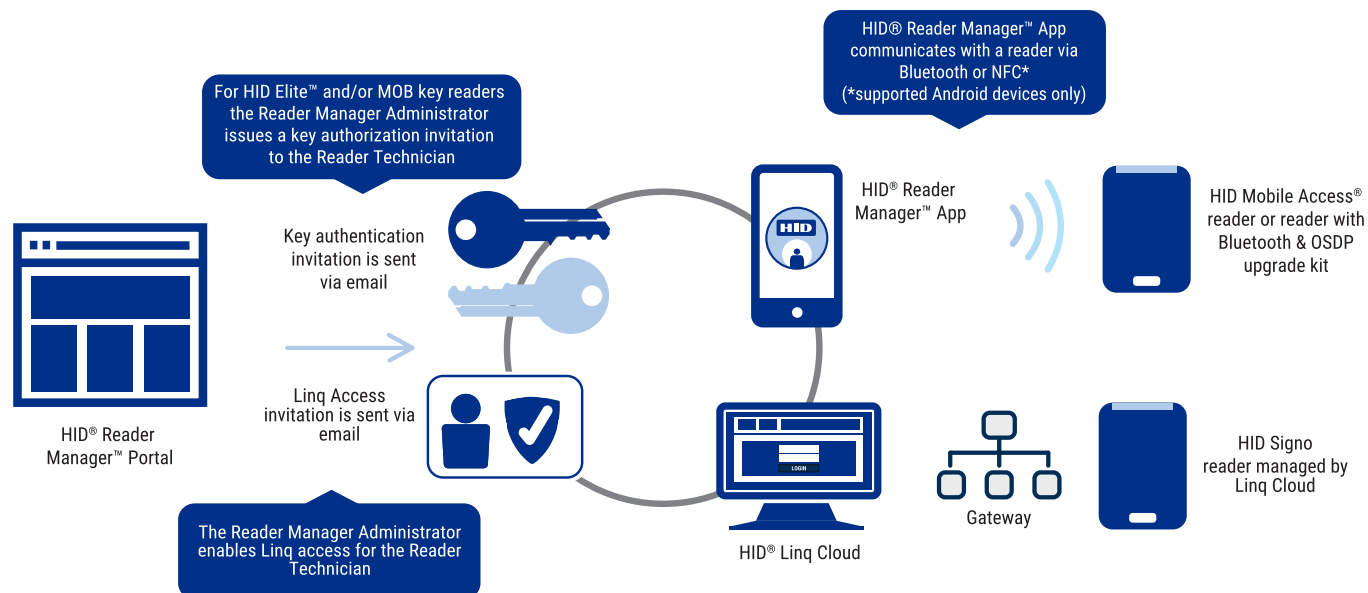 HID® Reader Manager™ App
communicates with a reader via
Bluetooth or NFC*
(*supported Android devices only)
For HID Elite™ and/or MOB key readers
the Reader Manager Administrator
issues a key authorization invitation
to the Reader Technician
Key authentication
invitation is sent
via email
HID
HID® Reader
Manager™ App
HID Mobile Access®
reader or reader with
Bluetooth & OSDP
upgrade kit
HID® Reader
Manager™ Portal
Linq Access
invitation is sent via
email
LOGIN
HID® Linq Cloud
Gateway
HID Signo
reader managed by
Linq Cloud
The Reader Manager Administrator
enables Linq access for the Reader
Technician